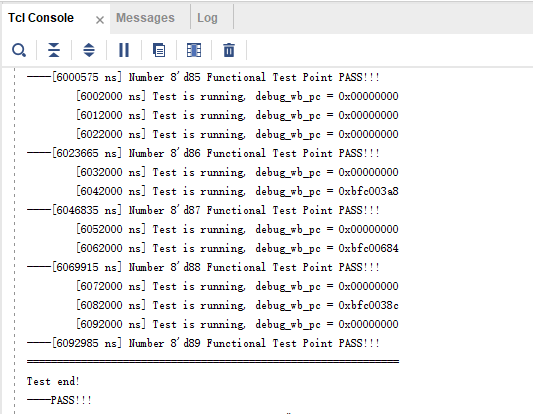 Tcl Console × Messages Log
----[6000575 ns] Number 8'd85 Functional Test Point PASS!!!
[6002000 ns] Test is running, debug_wb_pc = 0x00000000
[6012000 ns] Test is running, debug_wb_pc = 0x00000000
[6022000 ns] Test is running, debug_wb_pc = 0x00000000
----[6023665 ns] Number 8'd86 Functional Test Point PASS!!!
[6032000 ns] Test is running, debug_wb_pc = 0x00000000
[6042000 ns] Test is running, debug_wb_pc = 0xbfc003a8
----[6046835 ns] Number 8'd87 Functional Test Point PASS!!!
[6052000 ns] Test is running, debug_wb_pc = 0x00000000
[6062000 ns] Test is running, debug_wb_pc = 0xbfc00684
----[6069915 ns] Number 8'd88 Functional Test Point PASS!!!
[6072000 ns] Test is running, debug_wb_pc = 0x00000000
[6082000 ns] Test is running, debug_wb_pc = 0xbfc0038c
[6092000 ns] Test is running, debug_wb_pc = 0x00000000
----[6092985 ns] Number 8'd89 Functional Test Point PASS!!!
==============================================================
Test end!
----PASS!!!